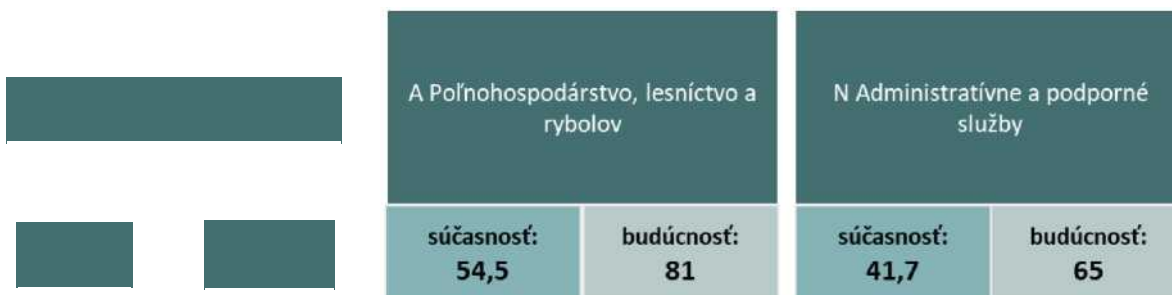 A Poľnohospodárstvo, lesníctvo a
rybolov
N Administratívne a podporné
služby
súčasnosť:
54,5
budúcnosť:
81
súčasnosť:
41,7
budúcnosť:
65